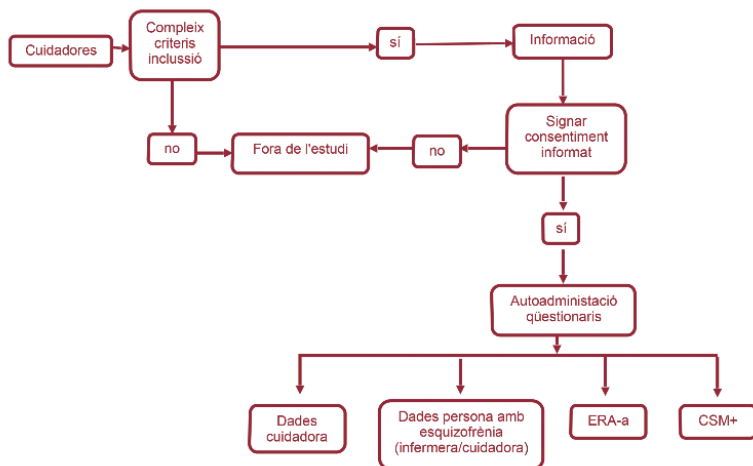 Cuidadores
Compleix
criteris
inclussió
sí
Informació
no
Fora de l'estudi
no
Signar
consentiment
informat
sí
Autoadministació
qüestionaris
Dades
cuidadora
Dades persona amb
esquizofrènia
(infermera/cuidadora)
ERA-a
CSM+